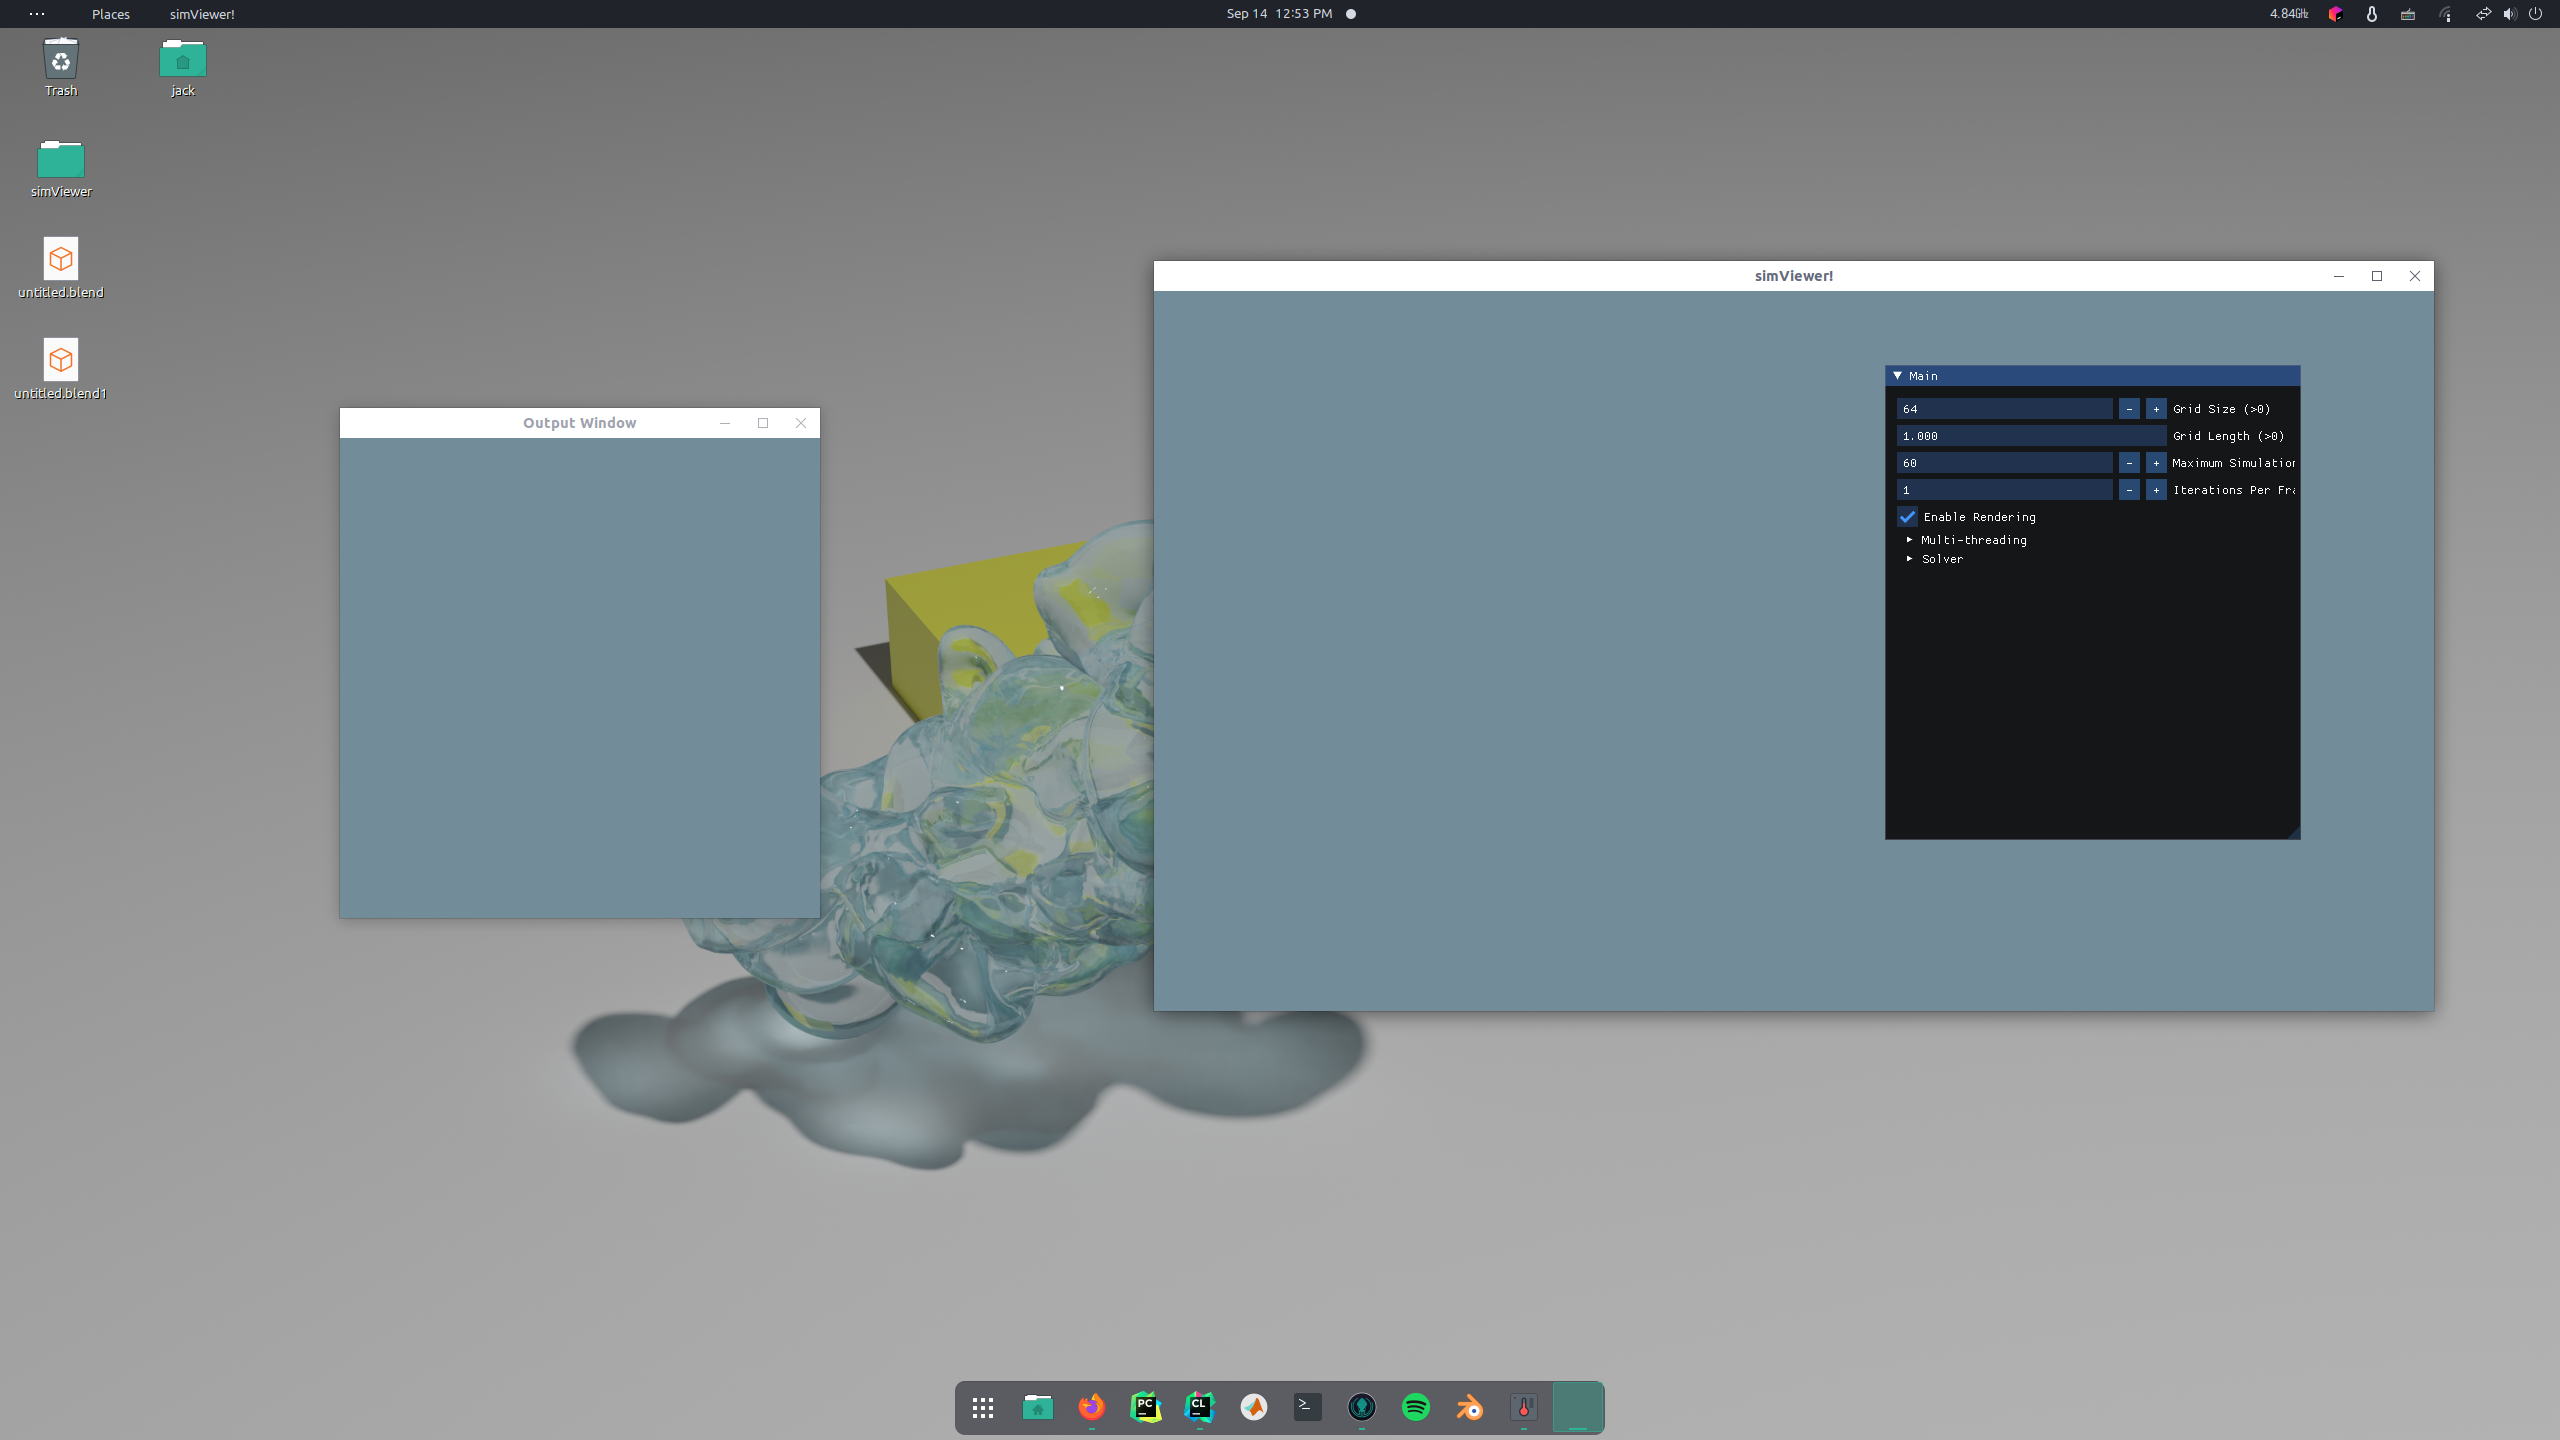 Places simViewer! Sep 14 12:53 PM 4.84GHz
Trash jack
simViewer
untitled.blend
untitled.blend1
Output Window
simViewer!
Main
64 - + Grid Size (>0)
1.000 Grid Length (>0)
60 - + Maximum Simulation
1 - + Iterations Per Fra
Enable Rendering
Multi-threading
Solver
PC CL >_